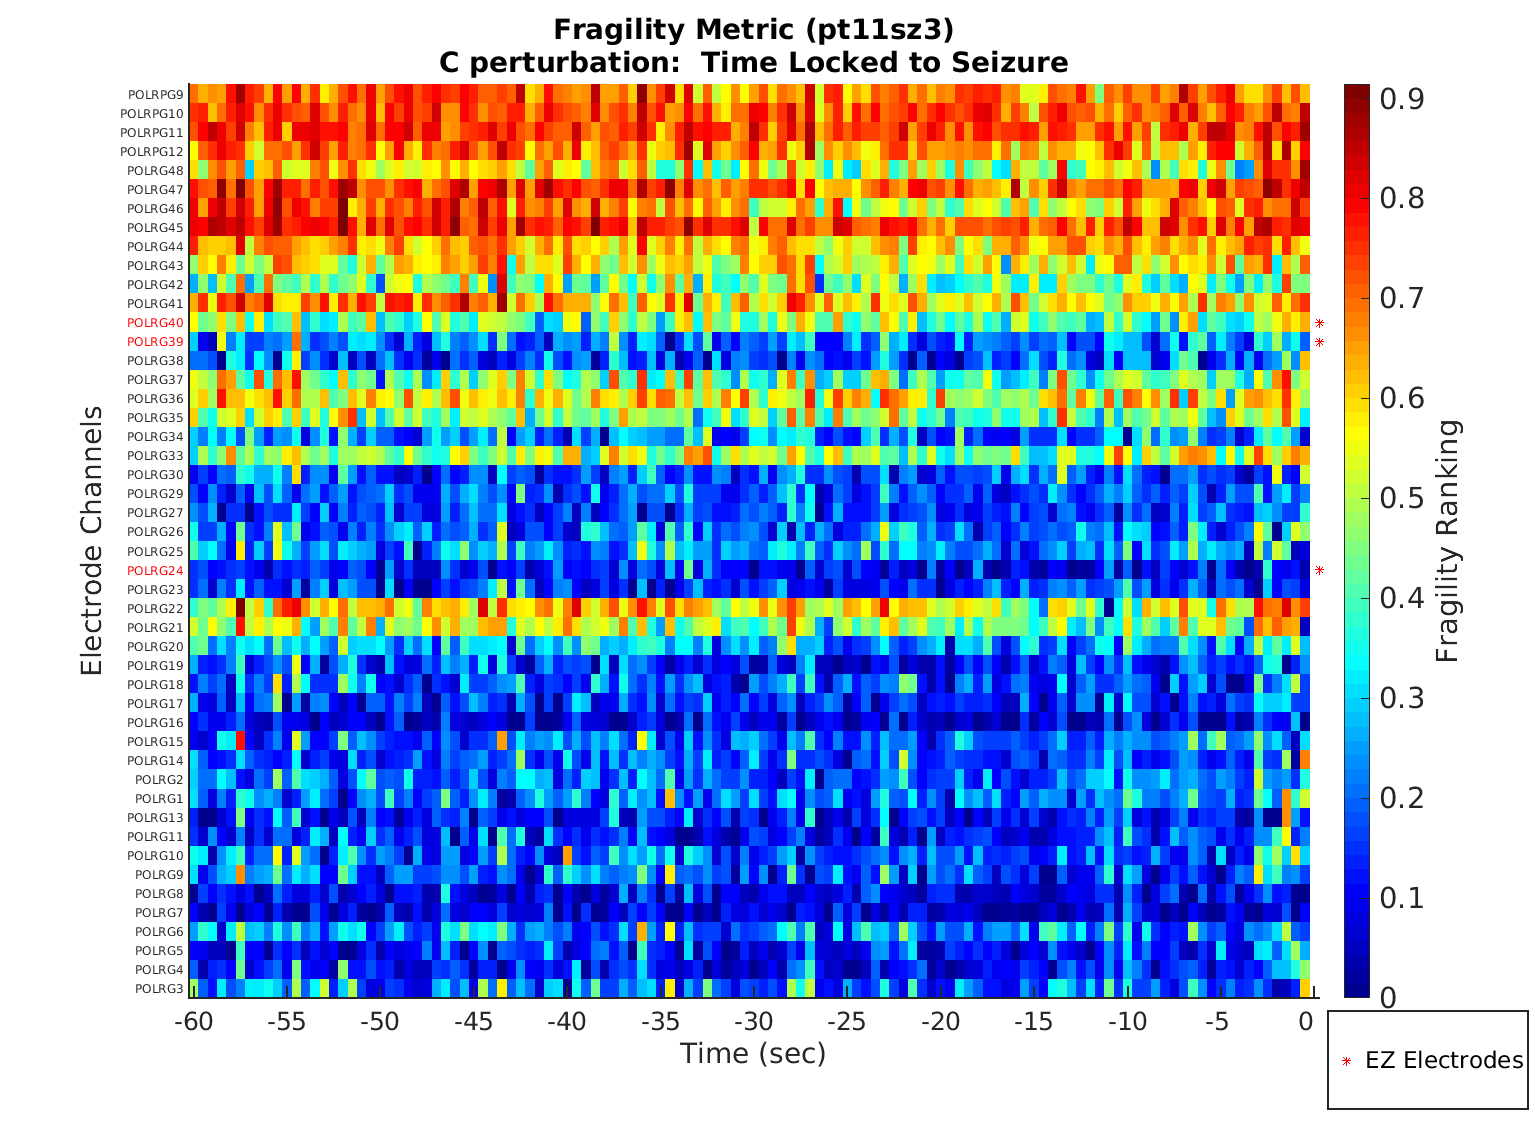 Fragility Metric (pt11sz3)
C perturbation:  Time Locked to Seizure
Electrode Channels
POLRPG9
POLRPG10
POLRPG11
POLRPG12
POLRG48
POLRG47
POLRG46
POLRG45
POLRG44
POLRG43
POLRG42
POLRG41
POLRG40
POLRG39
POLRG38
POLRG37
POLRG36
POLRG35
POLRG34
POLRG33
POLRG30
POLRG29
POLRG27
POLRG26
POLRG25
POLRG24
POLRG23
POLRG22
POLRG21
POLRG20
POLRG19
POLRG18
POLRG17
POLRG16
POLRG15
POLRG14
POLRG2
POLRG1
POLRG13
POLRG11
POLRG10
POLRG9
POLRG8
POLRG7
POLRG6
POLRG5
POLRG4
POLRG3
-60 -55 -50 -45 -40 -35 -30 -25 -20 -15 -10 -5 0
Time (sec)
0.9
0.8
0.7
0.6
0.5
0.4
0.3
0.2
0.1
0
Fragility Ranking
EZ Electrodes